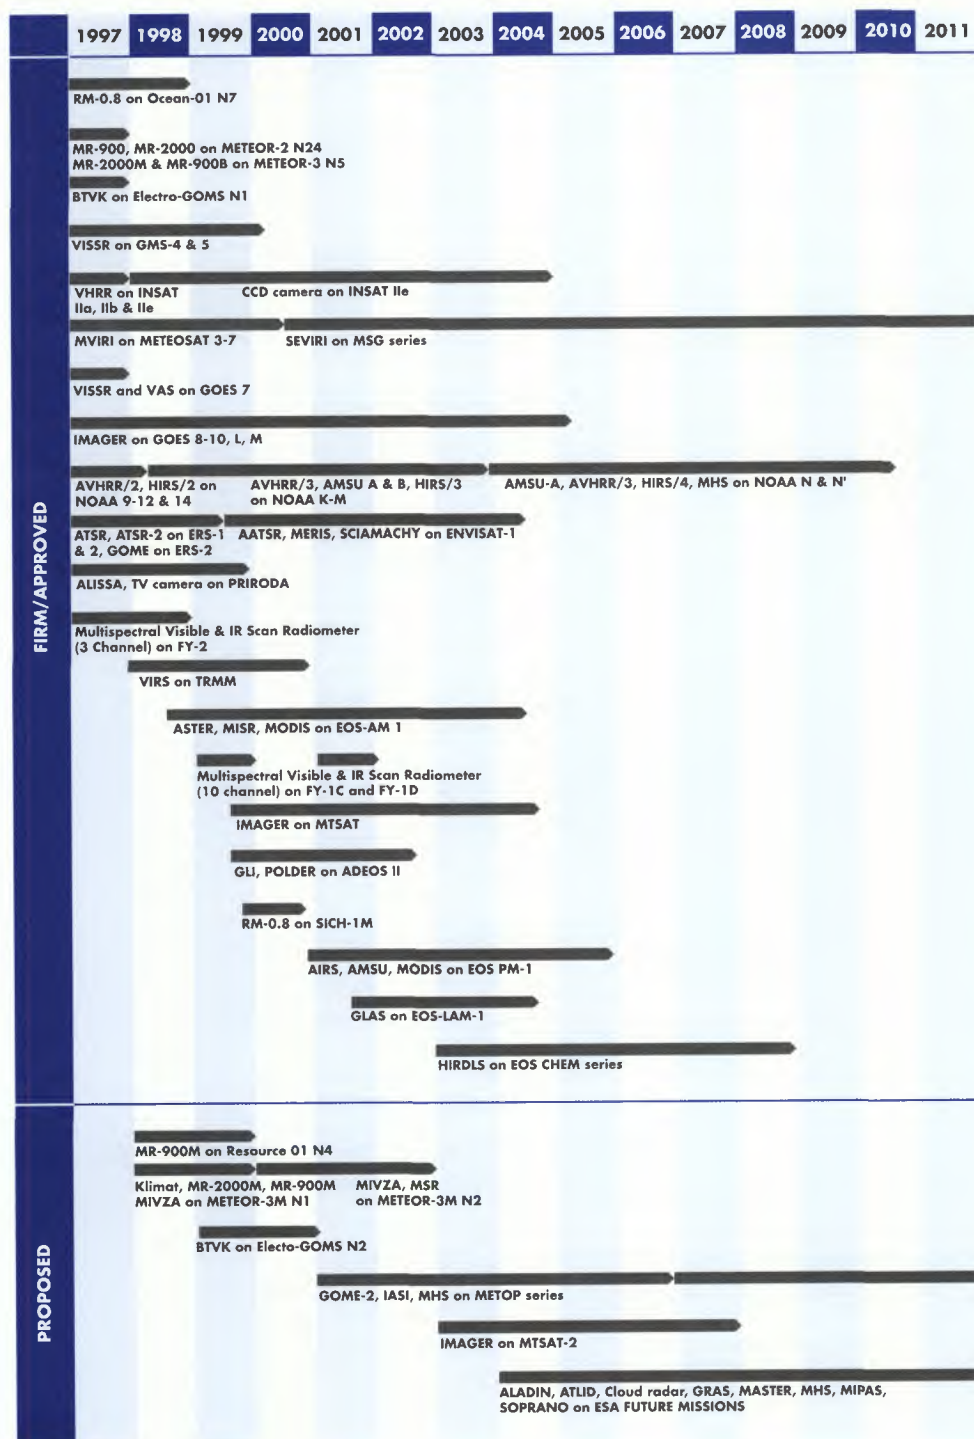 1997 1998 1999 2000 2001 2002 2003 2004 2005 2006 2007 2008 2009 2010 2011
FIRM/APPROVED
RM-0.8 on Ocean-01 N7
MR-900, MR-2000 on METEOR-2 N24
MR-2000M & MR-900B on METEOR-3 N5
BTVK on Electro-GOMS N1
VISSR on GMS-4 & 5
VHRR on INSAT
IIa, IIb & IIe
CCD camera on INSAT IIe
MVIRI on METEOSAT 3-7
SEVIRI on MSG series
VISSR and VAS on GOES 7
IMAGER on GOES 8-10, L, M
AVHRR/2, HIRS/2 on
NOAA 9-12 & 14
AVHRR/3, AMSU A & B, HIRS/3
on NOAA K-M
AMSU-A, AVHRR/3, HIRS/4, MHS on NOAA N & N'
ATSR, ATSR-2 on ERS-1
& 2, GOME on ERS-2
AATSR, MERIS, SCIAMACHY on ENVISAT-1
ALISSA, TV camera on PRIRODA
Multispectral Visible & IR Scan Radiometer
(3 Channel) on FY-2
VIRS on TRMM
ASTER, MISR, MODIS on EOS-AM 1
Multispectral Visible & IR Scan Radiometer
(10 channel) on FY-1C and FY-1D
IMAGER on MTSAT
GLI, POLDER on ADEOS II
RM-0.8 on SICH-1M
AIRS, AMSU, MODIS on EOS PM-1
GLAS on EOS-LAM-1
HIRDLS on EOS CHEM series
PROPOSED
MR-900M on Resource 01 N4
Klimat, MR-2000M, MR-900M
MIVZA on METEOR-3M N1
MIVZA, MSR
on METEOR-3M N2
BTVK on Electo-GOMS N2
GOME-2, IASI, MHS on METOP series
IMAGER on MTSAT-2
ALADIN, ATLID, Cloud radar, GRAS, MASTER, MHS, MIPAS,
SOPRANO on ESA FUTURE MISSIONS